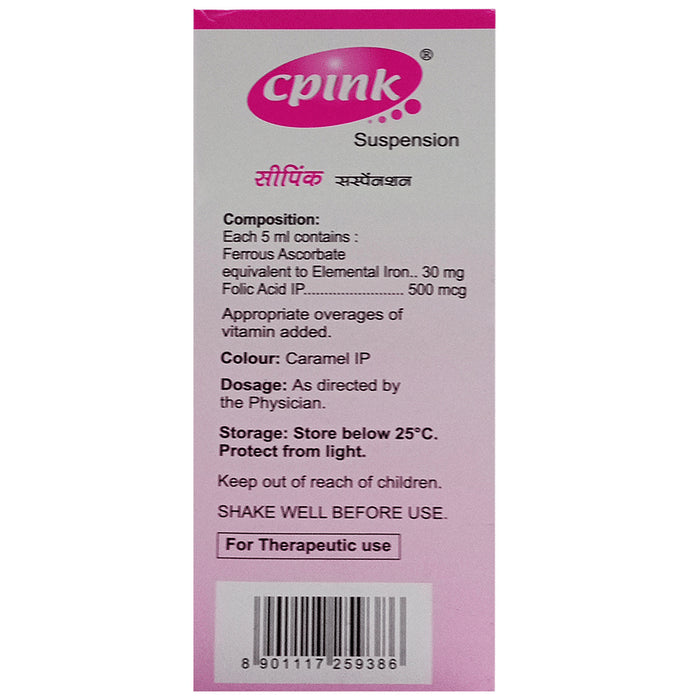 cpink®
Suspension
सीपिंक सस्पेंनशन
Composition:
Each 5 ml contains :
Ferrous Ascorbate
equivalent to Elemental Iron.. 30 mg
Folic Acid IP........................ 500 mcg
Appropriate overages of
vitamin added.
Colour: Caramel IP
Dosage: As directed by
the Physician.
Storage: Store below 25°C.
Protect from light.
Keep out of reach of children.
SHAKE WELL BEFORE USE.
For Therapeutic use
8 901117 259386